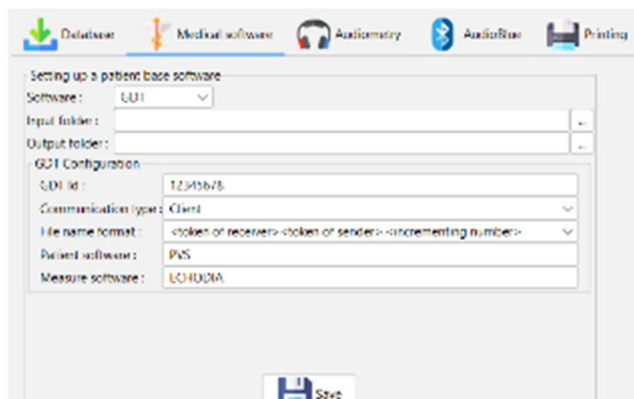 Database Medical software Audiometry AudioBlue Printing
Setting up a patient base software
Software : GDT
Input folder : ...
Output folder : ...
GDT Configuration
GDT Id : 12345678
Communication type : Client
File name format : <token of receiver><token of sender>.<incrementing number>
Patient software : PVS
Measure software : ECHODIA
Save